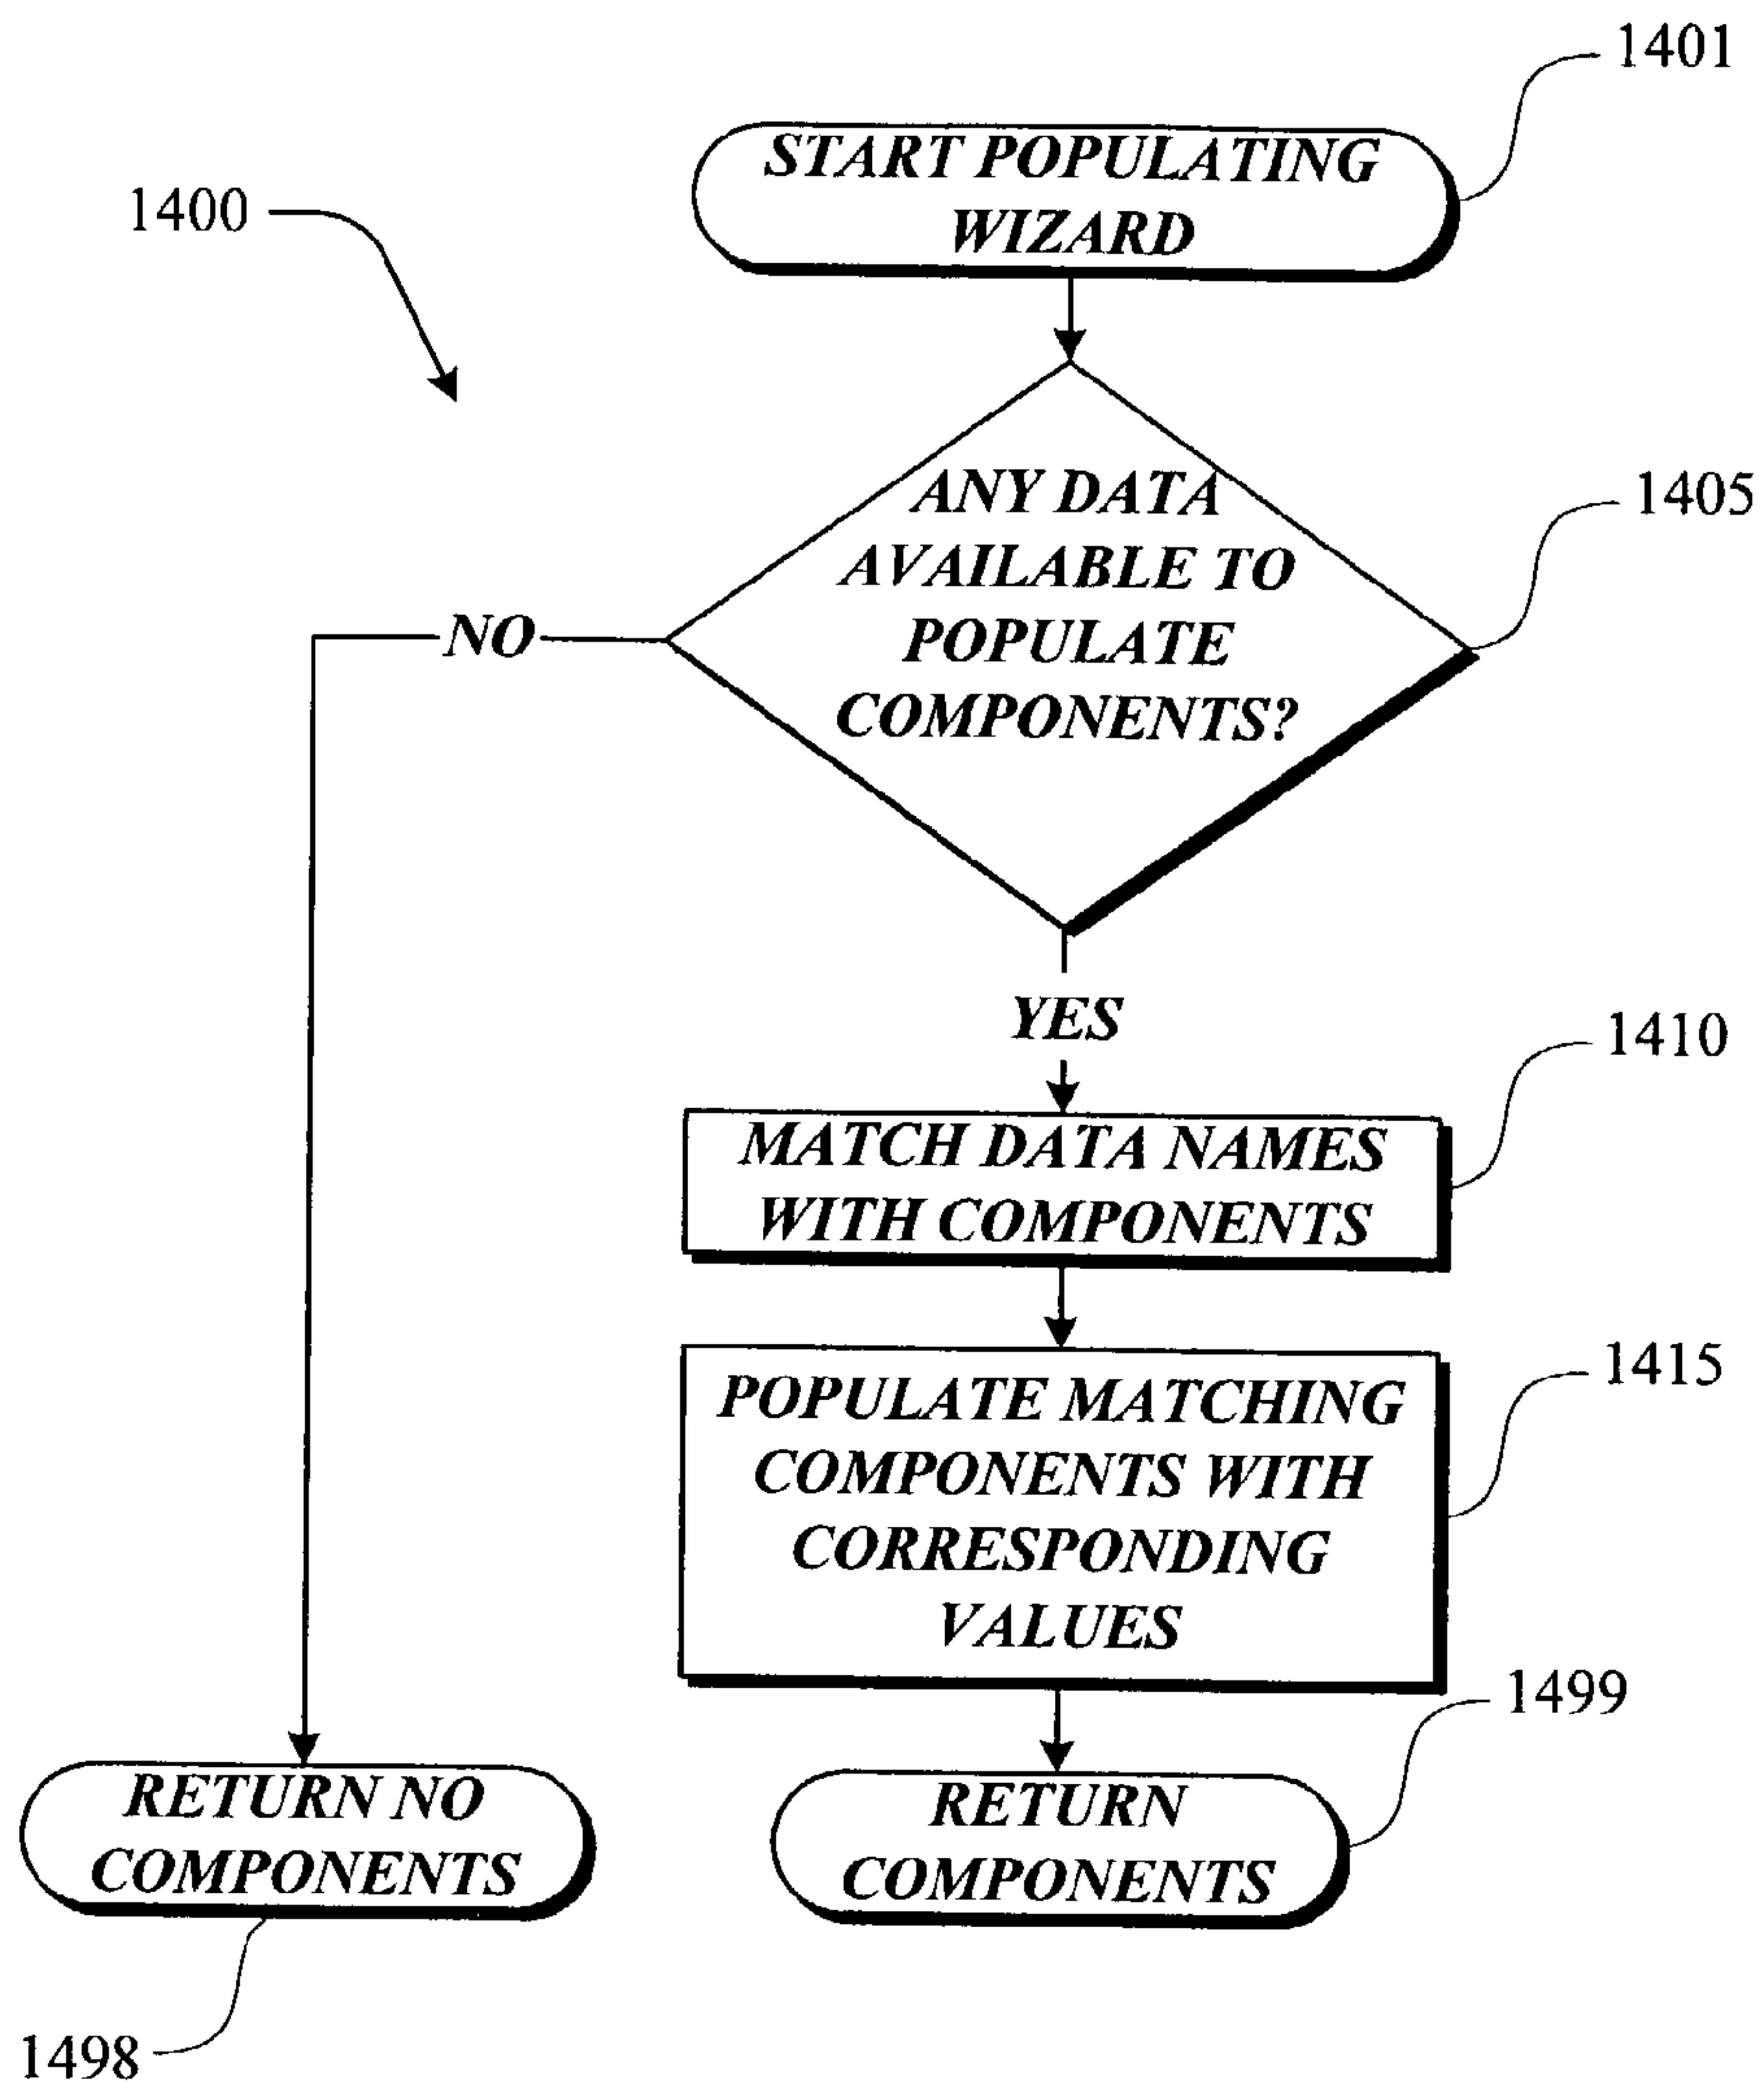 1401
START POPULATING
WIZARD
1400
ANY DATA
AVAILABLE TO
POPULATE
COMPONENTS?
1405
NO
YES
1410
MATCH DATA NAMES
WITH COMPONENTS
1415
POPULATE MATCHING
COMPONENTS WITH
CORRESPONDING
VALUES
1499
RETURN NO
COMPONENTS
RETURN
COMPONENTS
1498